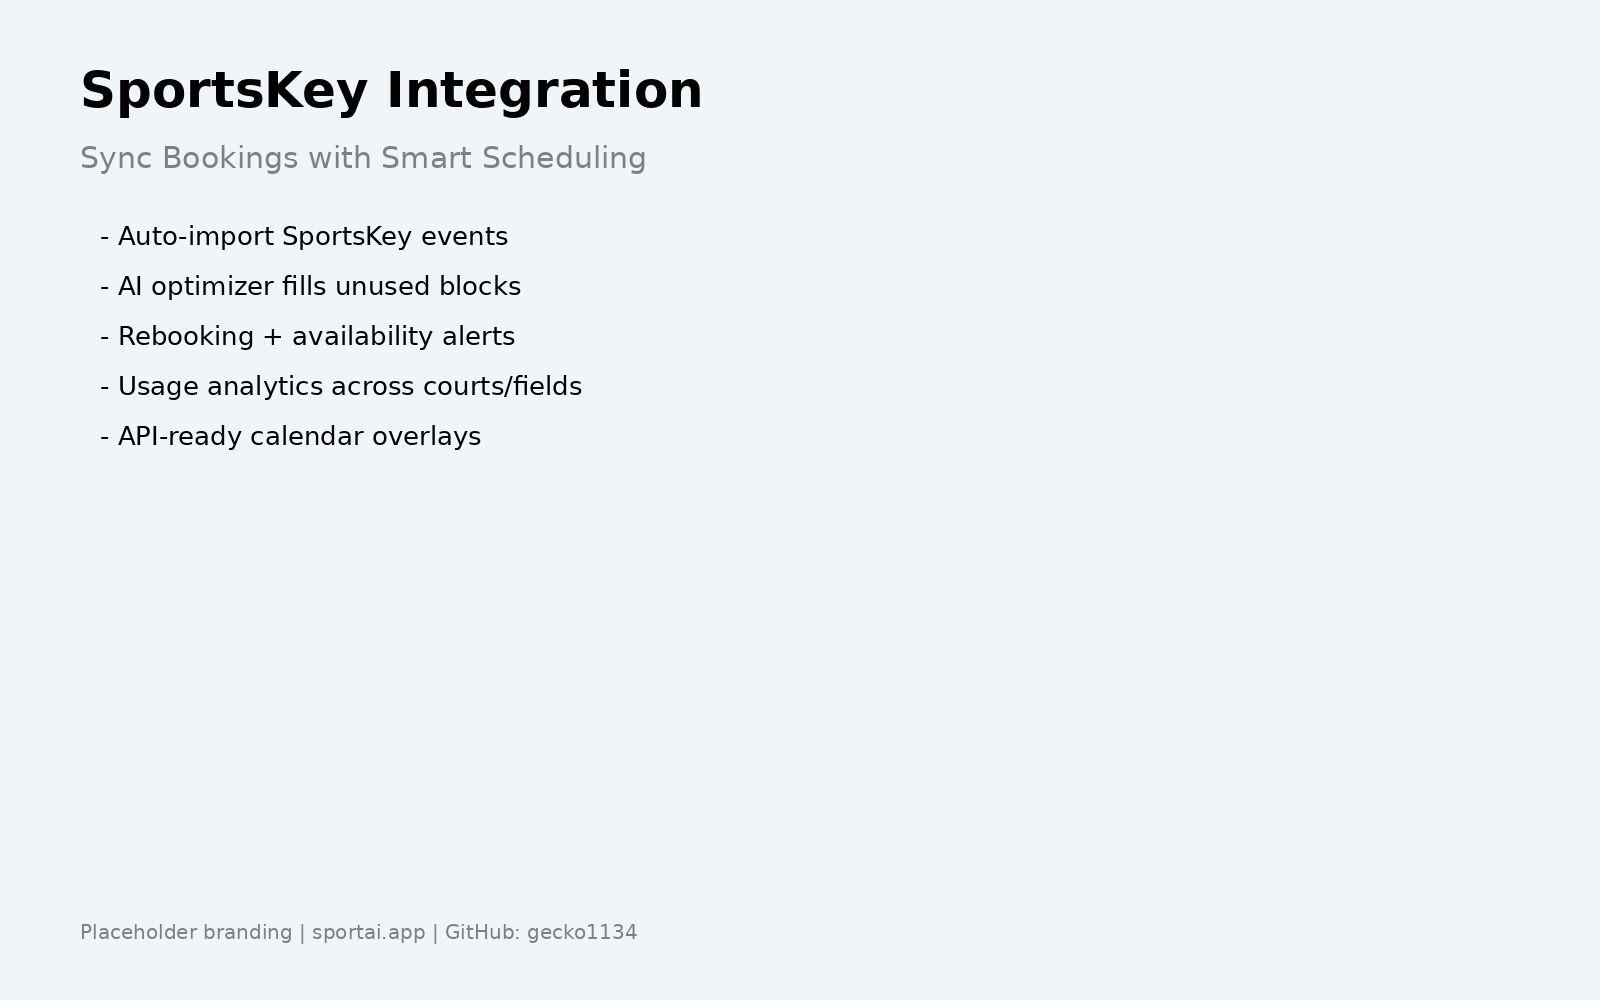 SportsKey Integration
Sync Bookings with Smart Scheduling
- Auto-import SportsKey events
- AI optimizer fills unused blocks
- Rebooking + availability alerts
- Usage analytics across courts/fields
- API-ready calendar overlays
Placeholder branding | sportai.app | GitHub: gecko1134